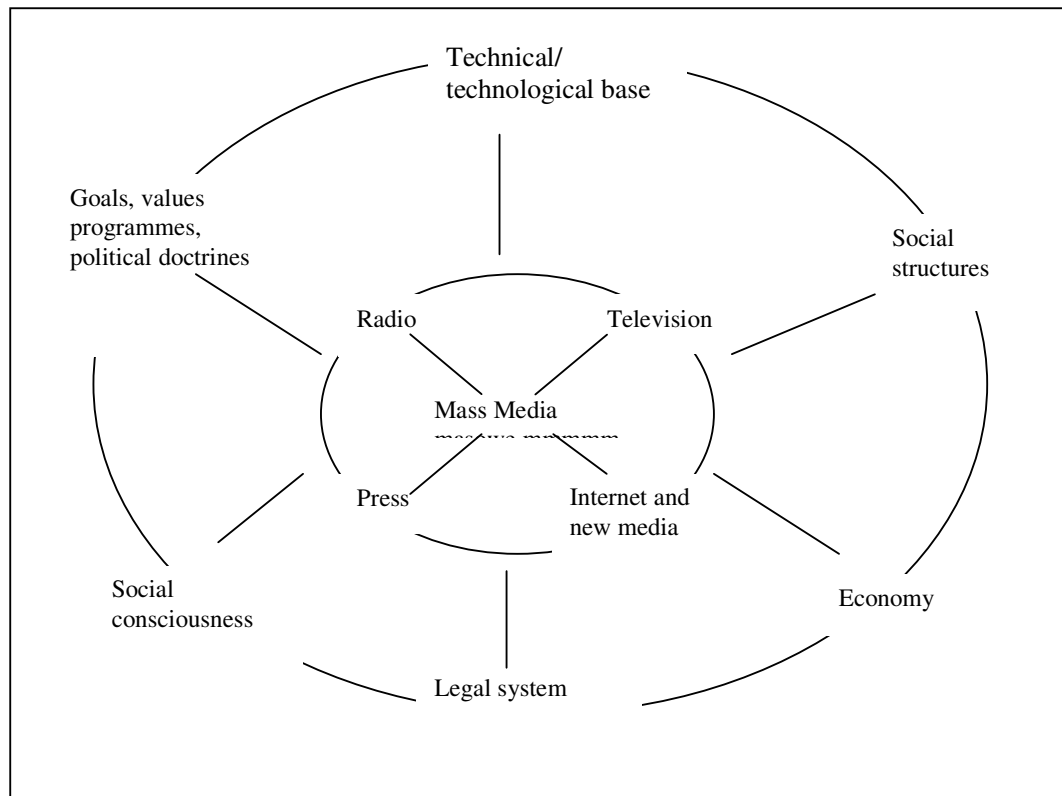 Technical/
technological base
Goals, values
programmes,
political doctrines
Social
structures
Radio
Television
Mass Media
Press
Internet and
new media
Social
consciousness
Economy
Legal system